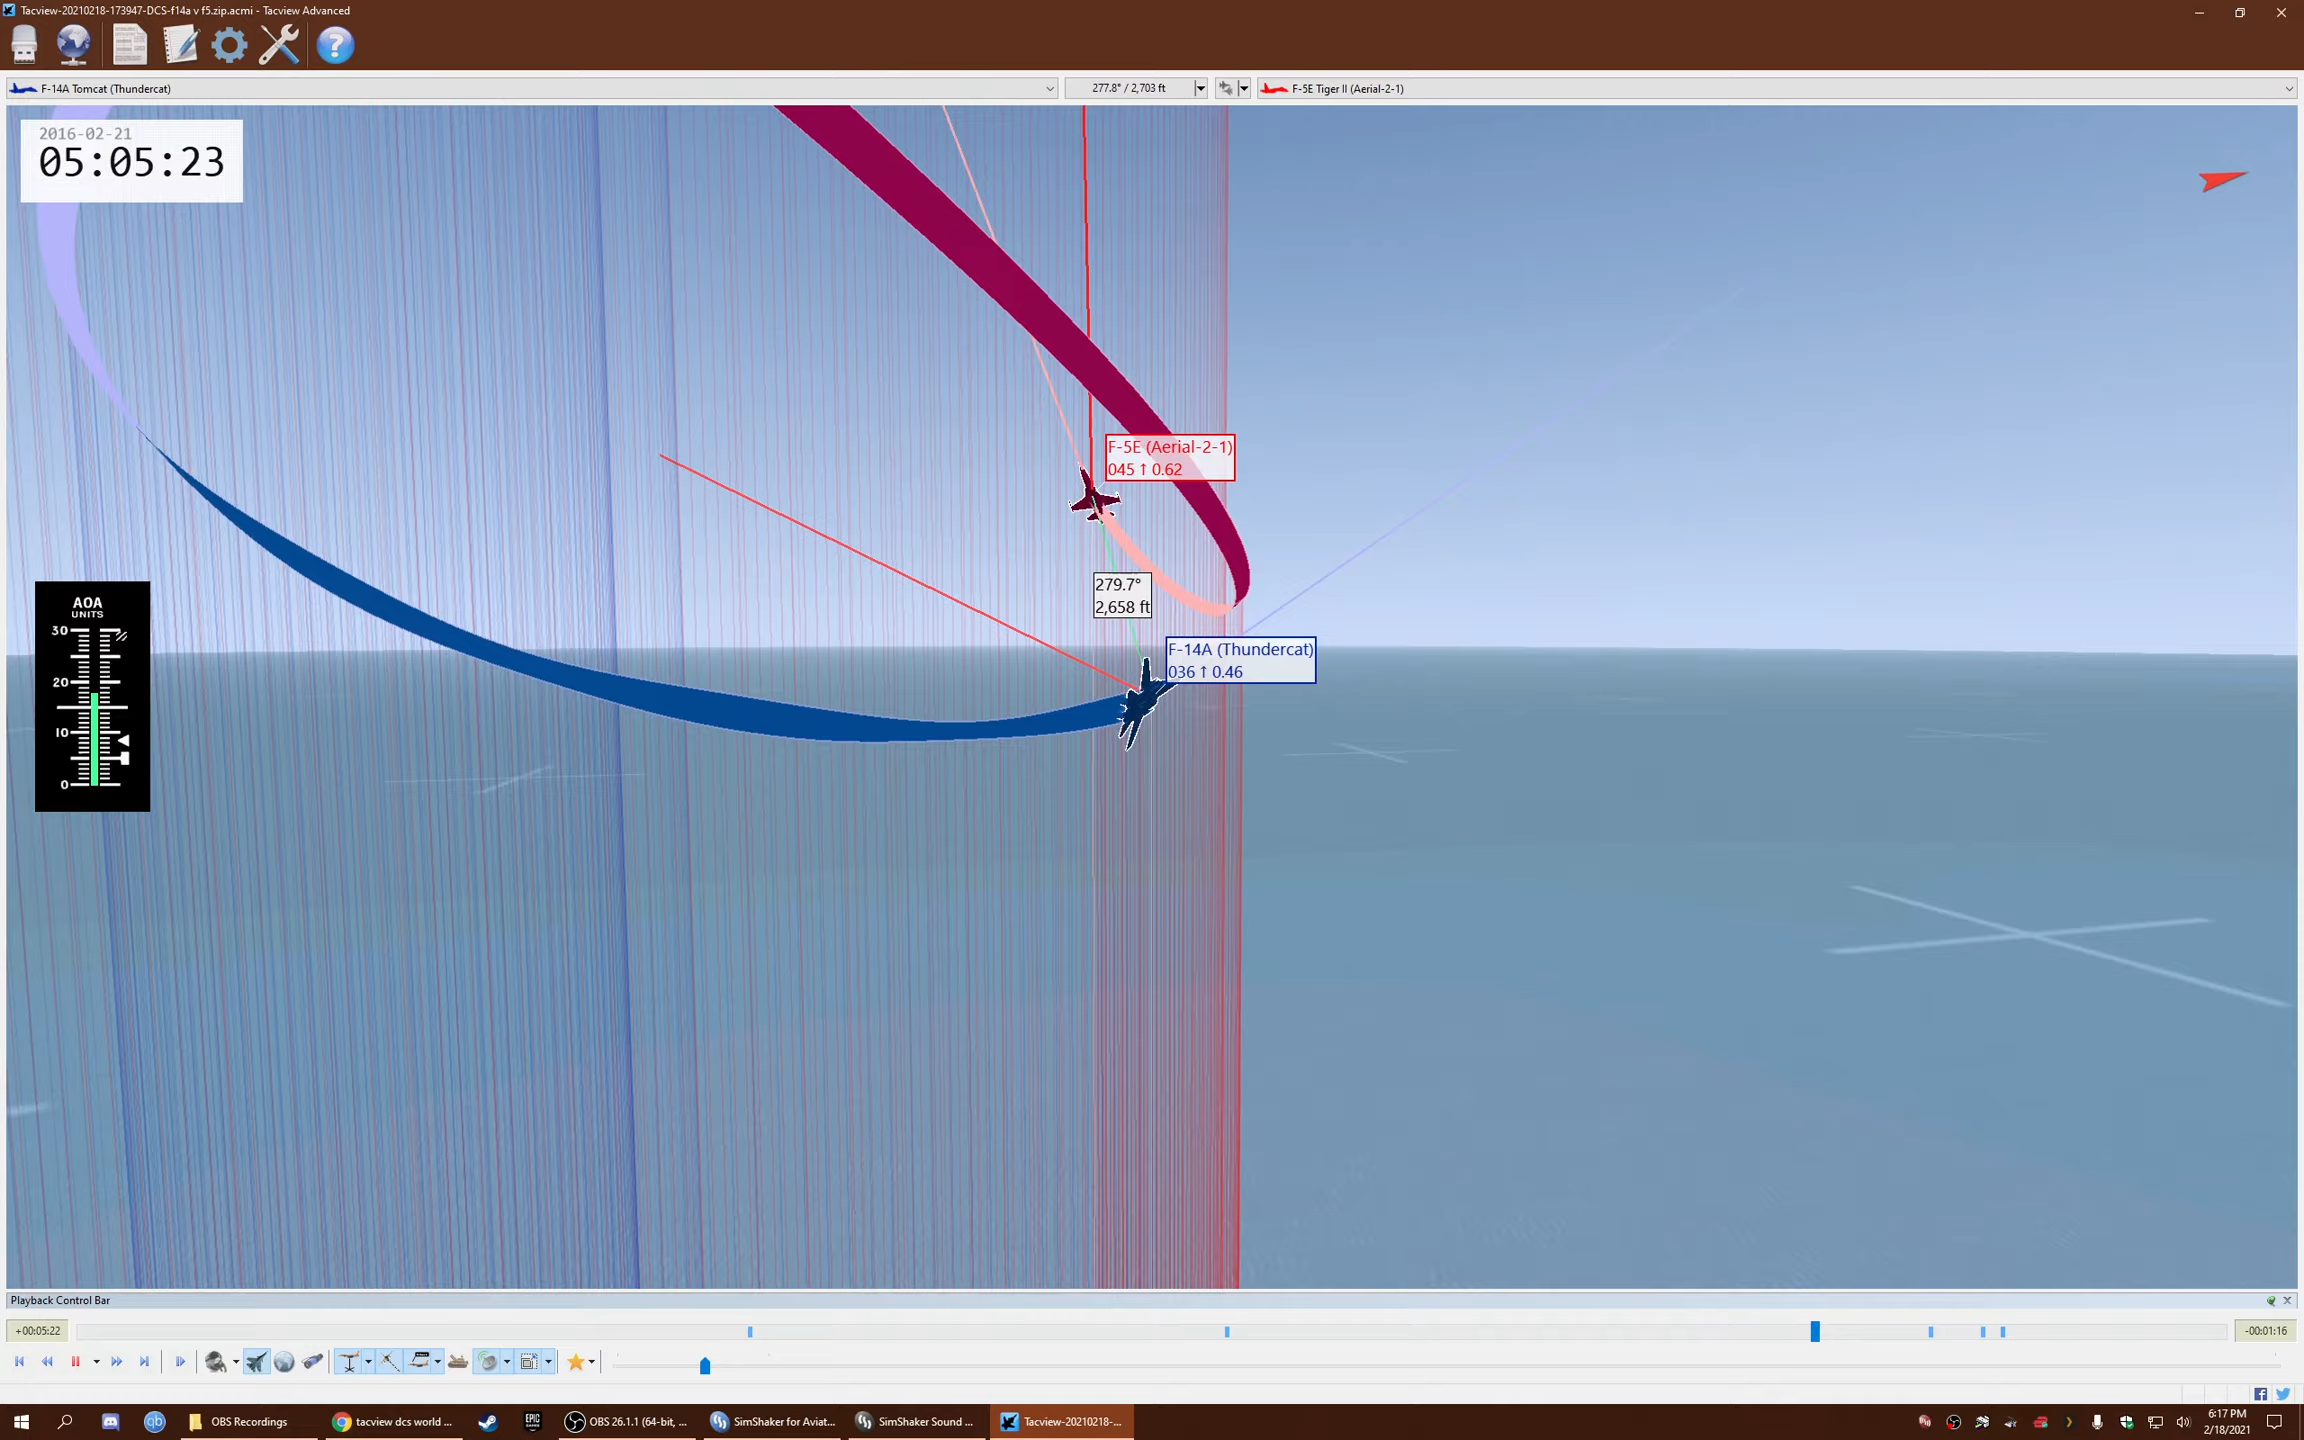 Tacview-20210218-173947-DCS-f14a v f5.zip.acmi - Tacview Advanced
F-14A Tomcat (Thundercat)
277.8° / 2,703 ft
F-5E Tiger II (Aerial-2-1)
2016-02-21
05:05:23
F-5E (Aerial-2-1)
045 ↑ 0.62
279.7°
2,658 ft
F-14A (Thundercat)
036 ↑ 0.46
AOA
UNITS
30
20
10
0
Playback Control Bar
+00:05:22
-00:01:16
OBS Recordings
tacview dcs world ...
EPIC
OBS 26.1.1 (64-bit, ...
SimShaker for Aviat...
SimShaker Sound ...
Tacview-20210218-...
6:17 PM
2/18/2021